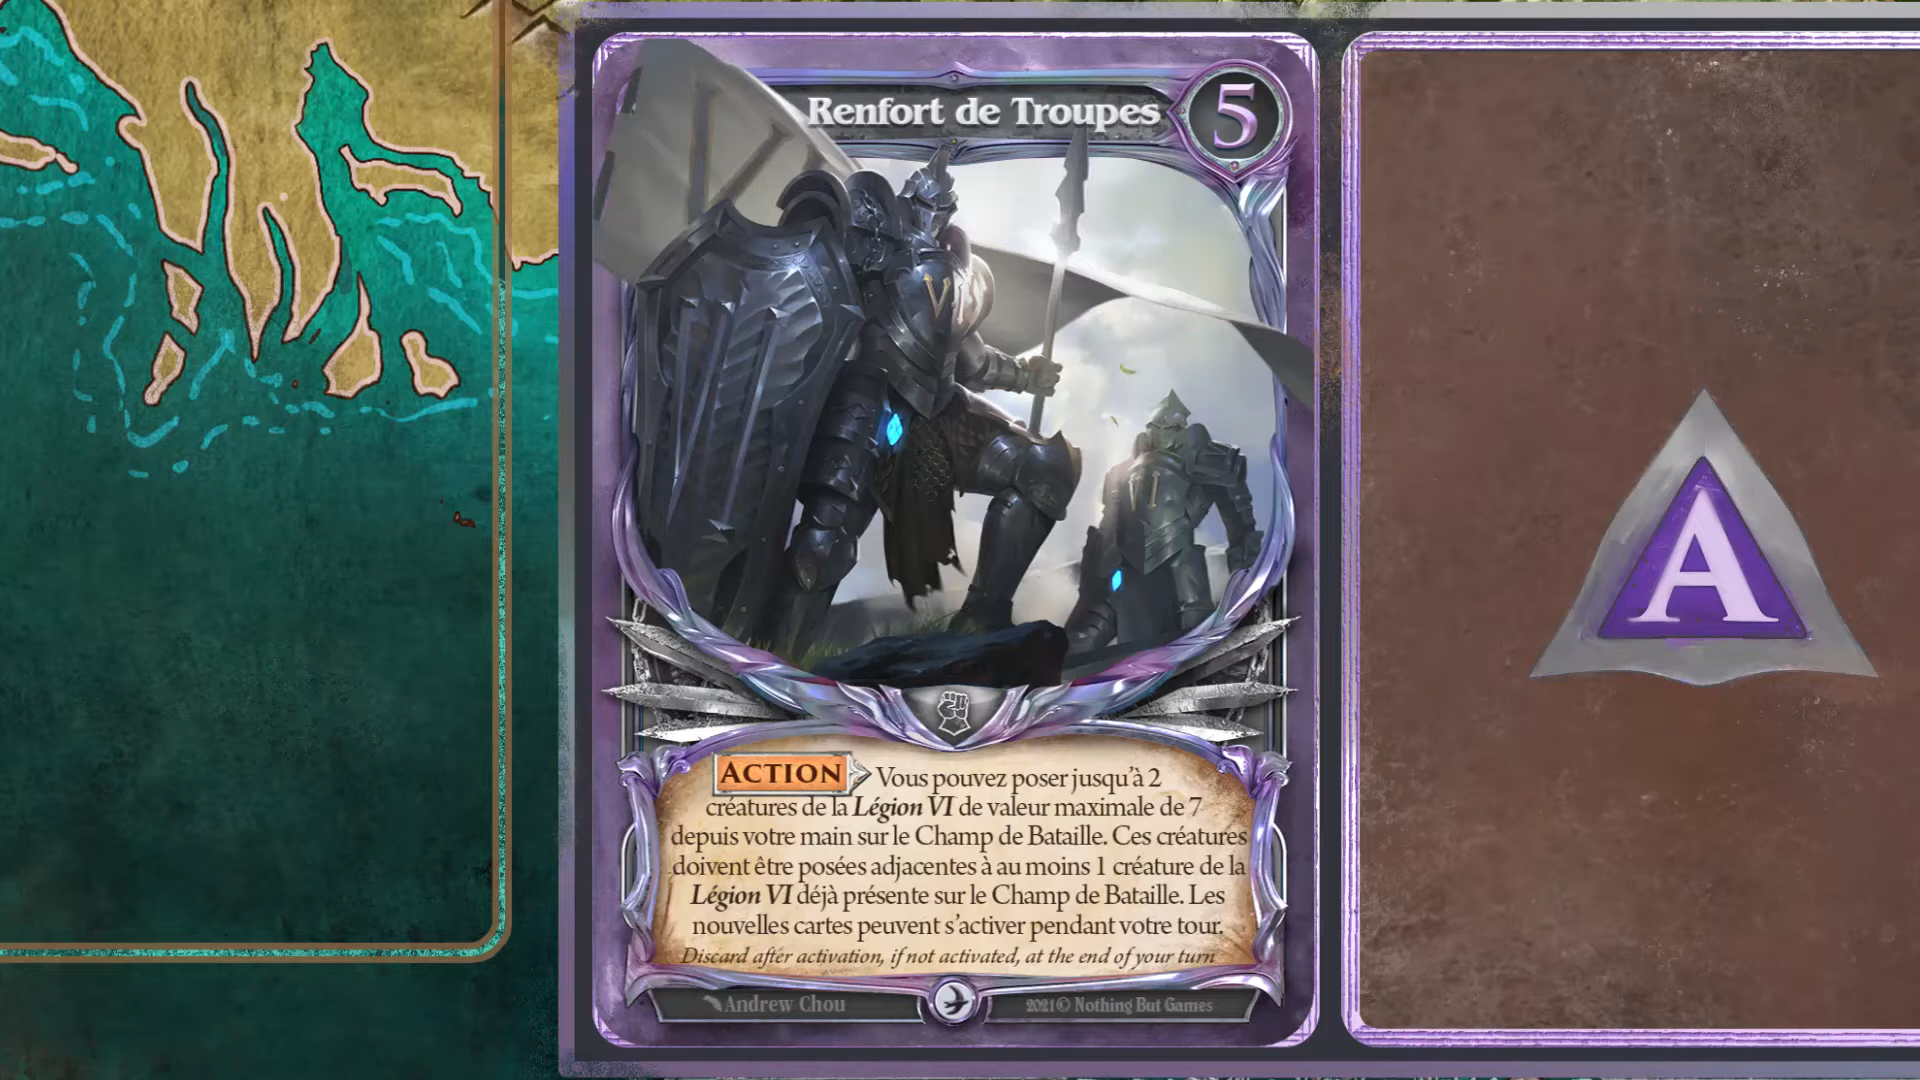 Renfort de Troupes
5
V
VI
ACTION Vous pouvez poser jusqu'à 2
créatures de la Légion VI de valeur maximale de 7
depuis votre main sur le Champ de Bataille. Ces créatures
doivent être posées adjacentes à au moins 1 créature de la
Légion VI déjà présente sur le Champ de Bataille. Les
nouvelles cartes peuvent s'activer pendant votre tour.
Discard after activation, if not activated, at the end of your turn
Andrew Chou
2021© Nothing But Games
A